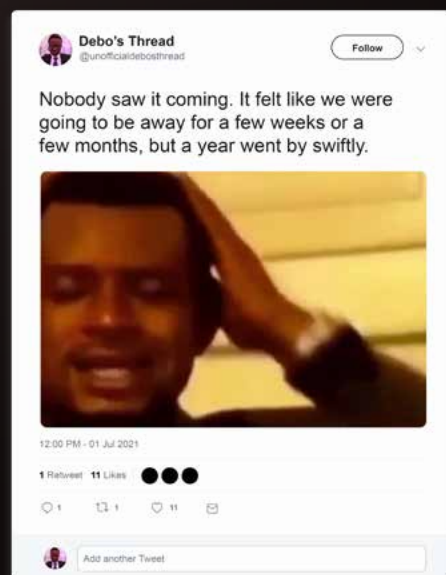 Debo's Thread
@unofficialdebosthread
Follow
Nobody saw it coming. It felt like we were
going to be away for a few weeks or a
few months, but a year went by swiftly.
12:00 PM - 01 Jul 2021
1 Retweet 11 Likes
1 1 11
Add another Tweet